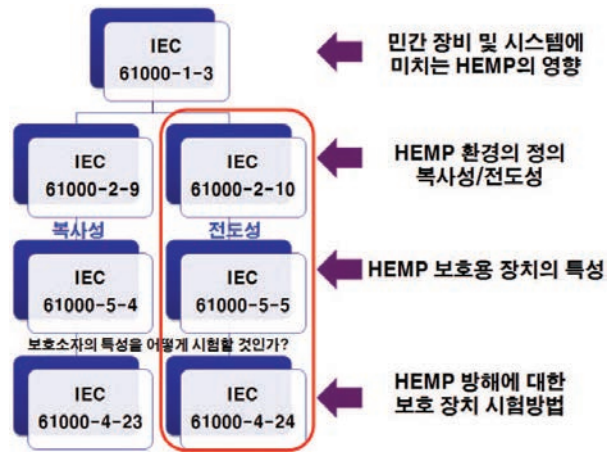 IEC
61000-1-3
민간 장비 및 시스템에
미치는 HEMP의 영향
IEC
61000-2-9
IEC
61000-2-10
HEMP 환경의 정의
복사성/전도성
복사성
전도성
IEC
61000-5-4
IEC
61000-5-5
HEMP 보호용 장치의 특성
보호소자의 특성을 어떻게 시험할 것인가?
IEC
61000-4-23
IEC
61000-4-24
HEMP 방해에 대한
보호 장치 시험방법